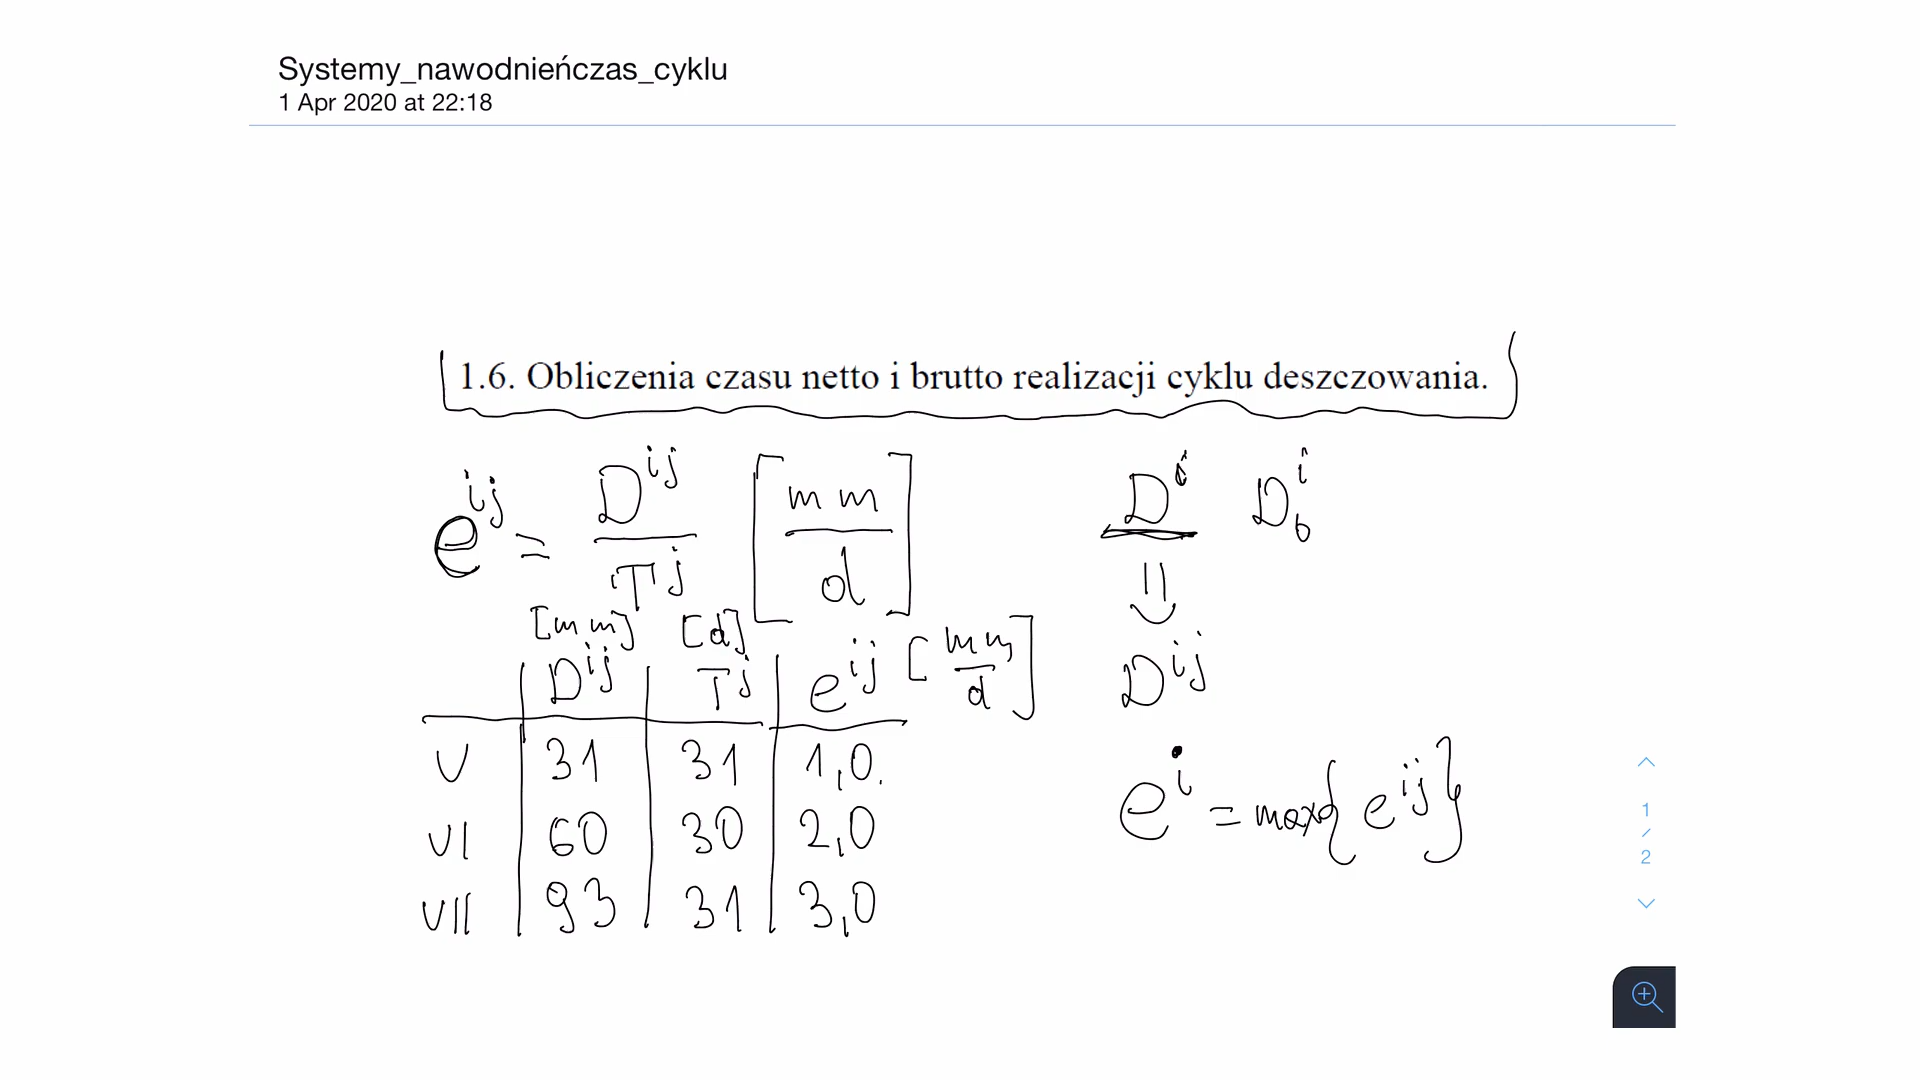 Systemy_nawodnieńczas_cyklu
1 Apr 2020 at 22:18
1.6. Obliczenia czasu netto i brutto realizacji cyklu deszczowania.
e^{ij} = D^{ij} / T^j [mm / d]
D^i D_b^i
⇓
D^{ij}
[mm] [d]
D^{ij} T^j e^{ij} [mm / d]
V 31 31 1,0.
VI 60 30 2,0
VII 93 31 3,0
e^i = max{ e^{ij} }
1
/
2